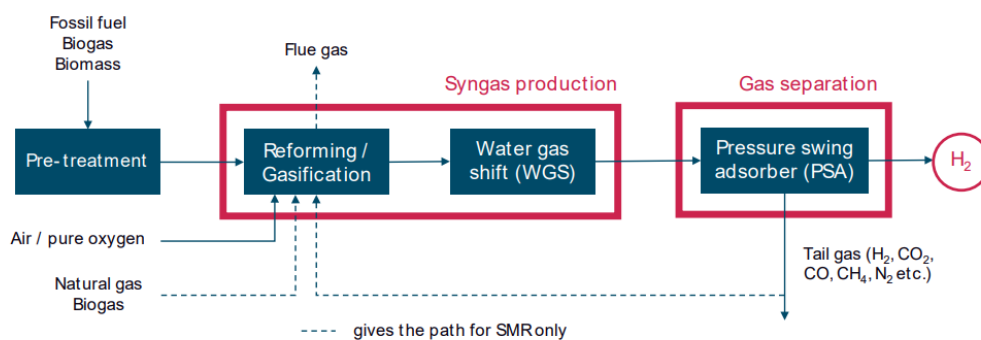 Fossil fuel
Biogas
Biomass
Flue gas
Syngas production
Gas separation
Pre-treatment
Reforming /
Gasification
Water gas
shift (WGS)
Pressure swing
adsorber (PSA)
H₂
Air / pure oxygen
Natural gas
Biogas
Tail gas (H₂, CO₂,
CO, CH₄, N₂ etc.)
gives the path for SMR only